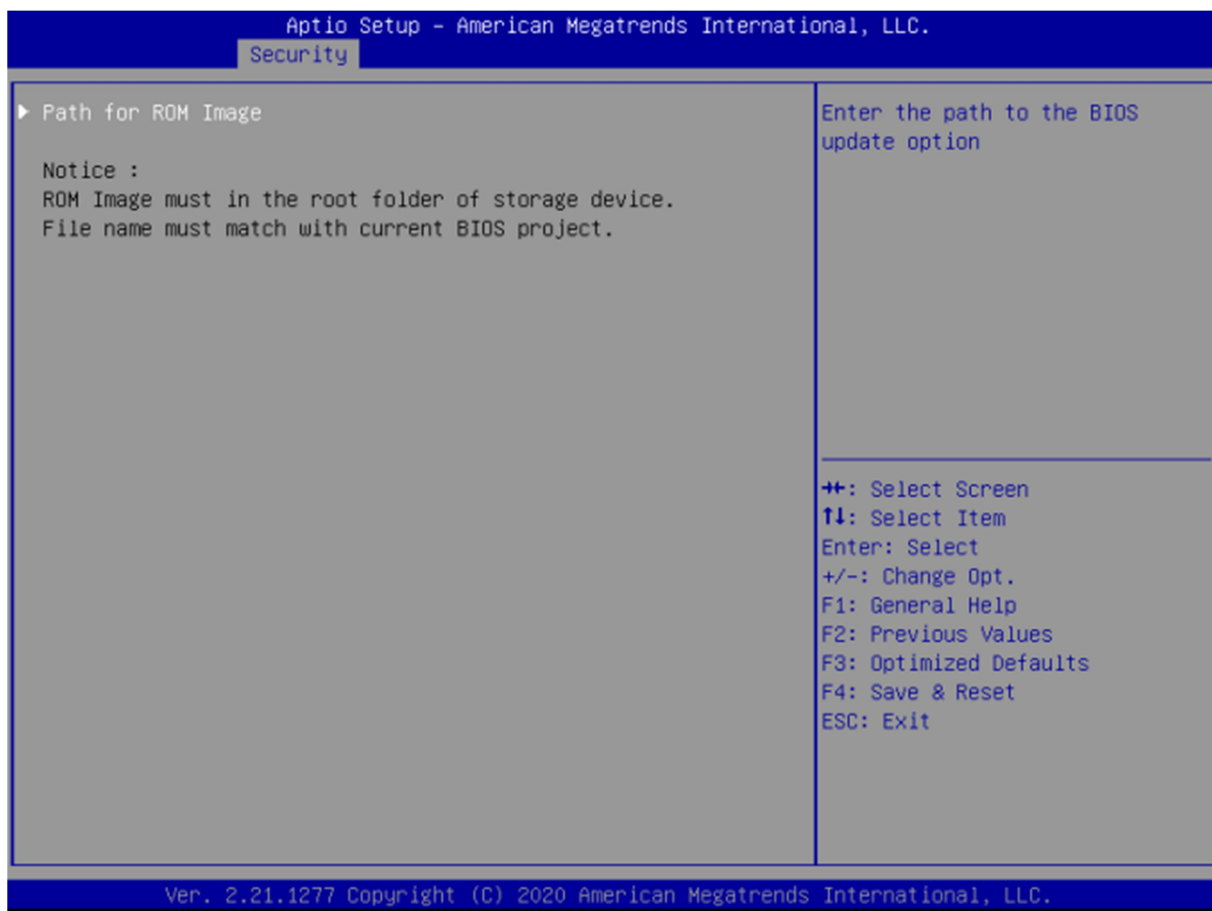 Aptio Setup – American Megatrends International, LLC.
Security
Path for ROM Image
Notice :
ROM Image must in the root folder of storage device.
File name must match with current BIOS project.
Enter the path to the BIOS
update option
→←: Select Screen
↑↓: Select Item
Enter: Select
+/-: Change Opt.
F1: General Help
F2: Previous Values
F3: Optimized Defaults
F4: Save & Reset
ESC: Exit
Ver. 2.21.1277 Copyright (C) 2020 American Megatrends International, LLC.